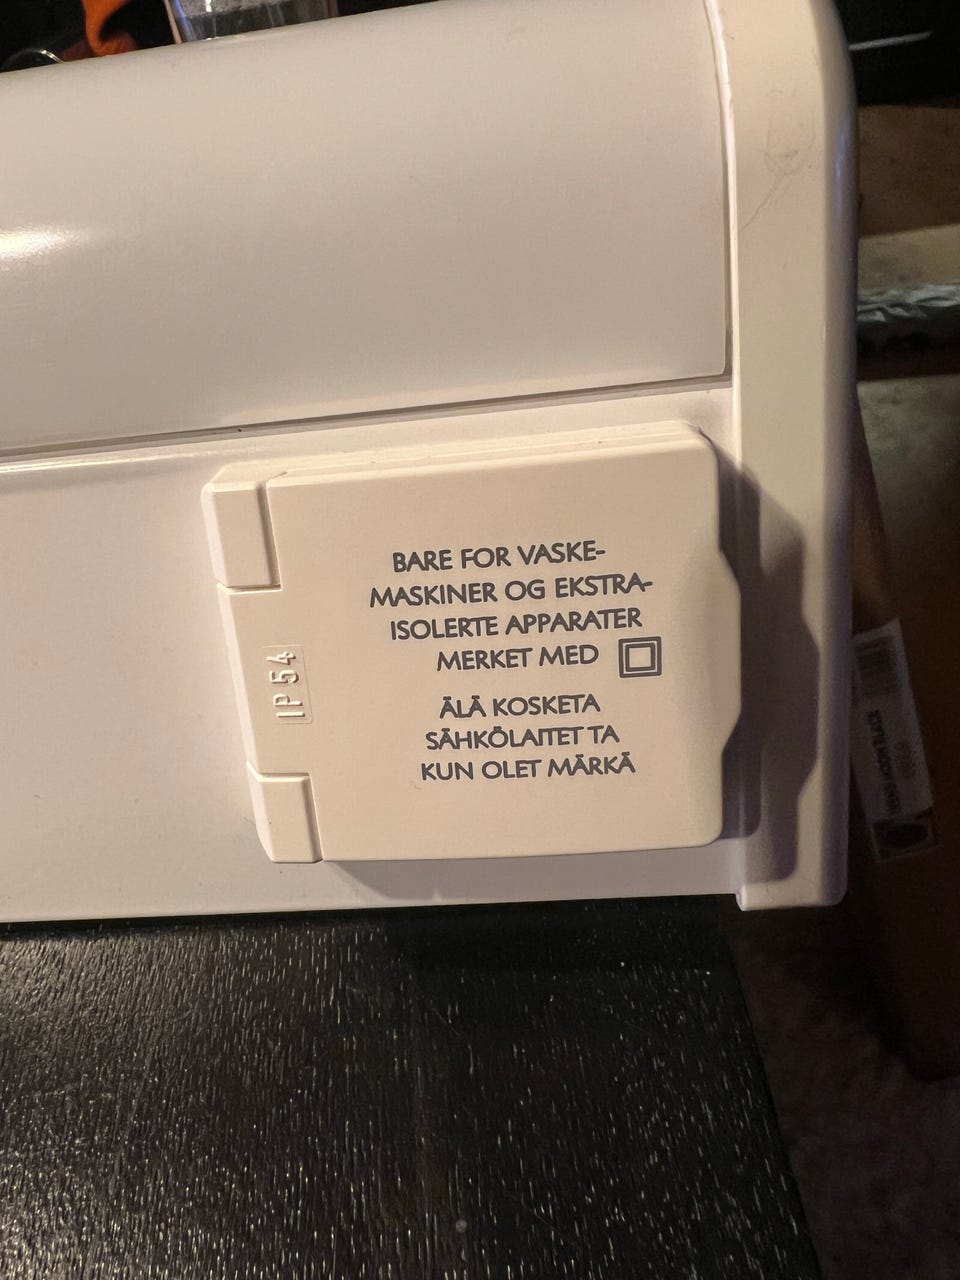 BARE FOR VASKE-
MASKINER OG EKSTRA-
ISOLERTE APPARATER
MERKET MED
ÄLÄ KOSKETA
SÄHKÖLAITET TA
KUN OLET MÄRKÄ
IP 54